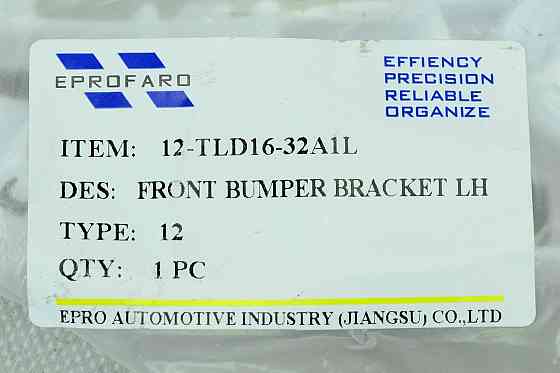 EPROFARO
EFFIENCY
PRECISION
RELIABLE
ORGANIZE
ITEM: 12-TLD16-32A1L
DES: FRONT BUMPER BRACKET LH
TYPE: 12
QTY: 1 PC
EPRO AUTOMOTIVE INDUSTRY (JIANGSU) CO.,LTD